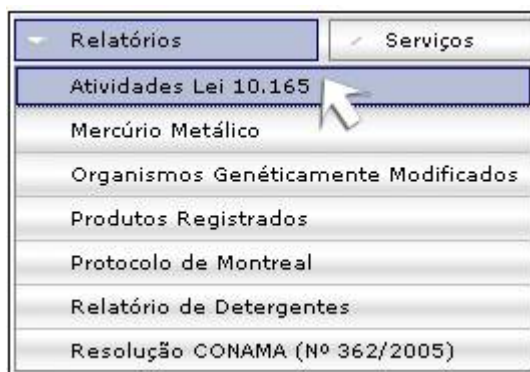 Relatórios Serviços
Atividades Lei 10.165
Mercúrio Metálico
Organismos Genéticamente Modificados
Produtos Registrados
Protocolo de Montreal
Relatório de Detergentes
Resolução CONAMA (Nº 362/2005)